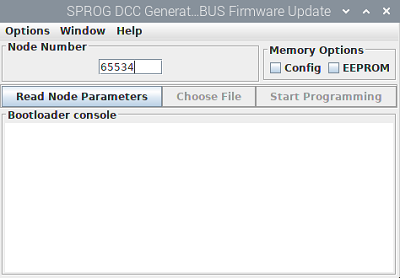 SPROG DCC Generat...BUS Firmware Update
Options Window Help
Node Number
Memory Options
65534
Config EEPROM
Read Node Parameters Choose File Start Programming
Bootloader console